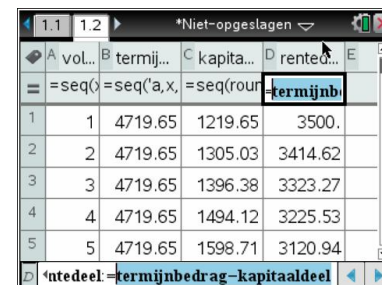 1.1 1.2 *Niet-opgeslagen
A vol... B termij... C kapita... D rented... E
= =seq(x =seq('a,x, =seq(roun =termijnb
1 1 4719.65 1219.65 3500.
2 2 4719.65 1305.03 3414.62
3 3 4719.65 1396.38 3323.27
4 4 4719.65 1494.12 3225.53
5 5 4719.65 1598.71 3120.94
D ntedeel:=termijnbedrag−kapitaaldeel